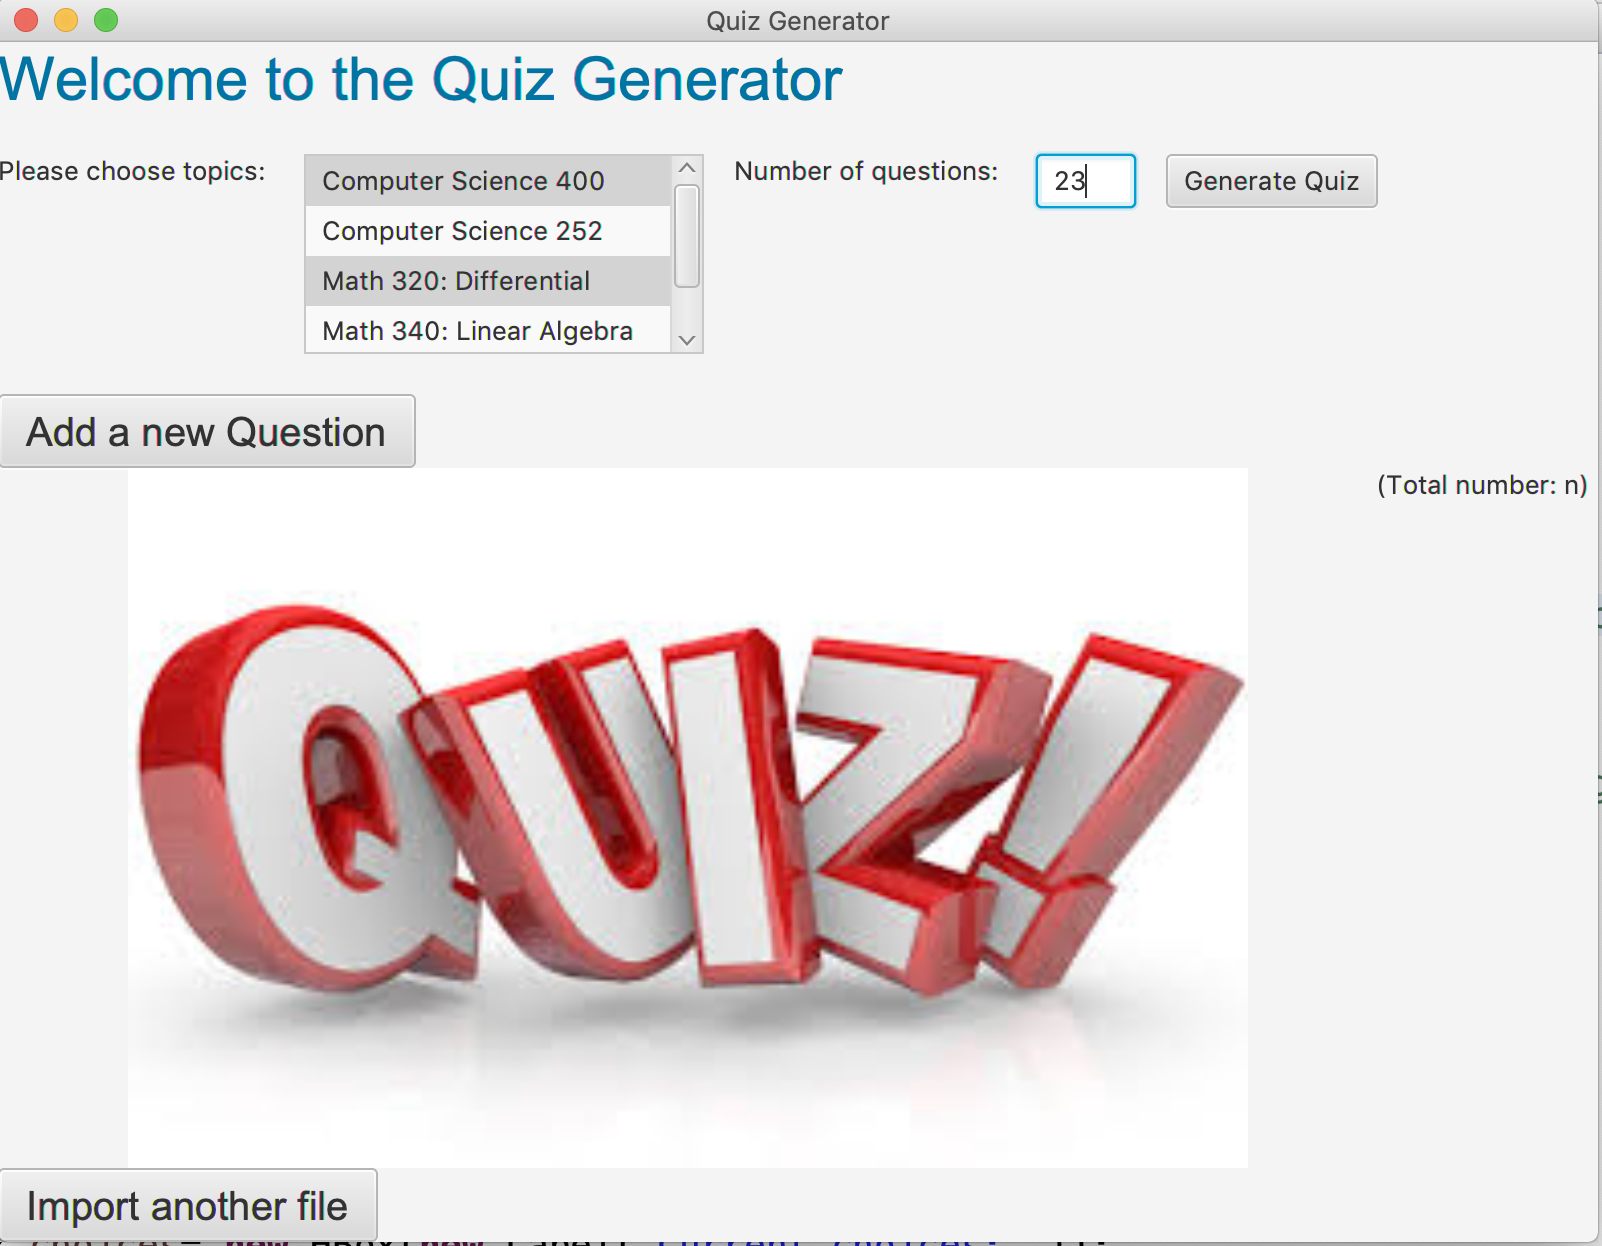 Quiz Generator
Welcome to the Quiz Generator
Please choose topics:
Computer Science 400
Computer Science 252
Math 320: Differential
Math 340: Linear Algebra
Number of questions:
23
Generate Quiz
Add a new Question
(Total number: n)
QUIZ!
Import another file